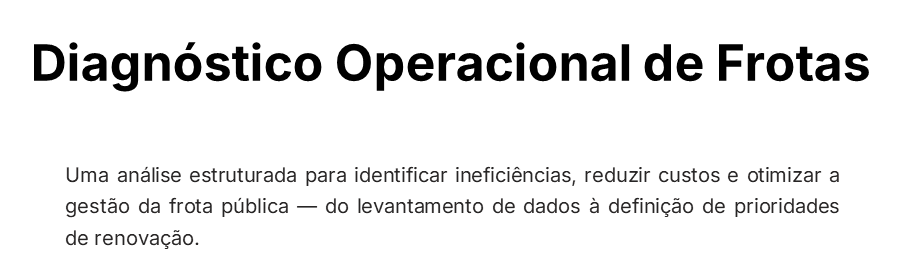 Diagnóstico Operacional de Frotas
Uma análise estruturada para identificar ineficiências, reduzir custos e otimizar a
gestão da frota pública — do levantamento de dados à definição de prioridades
de renovação.